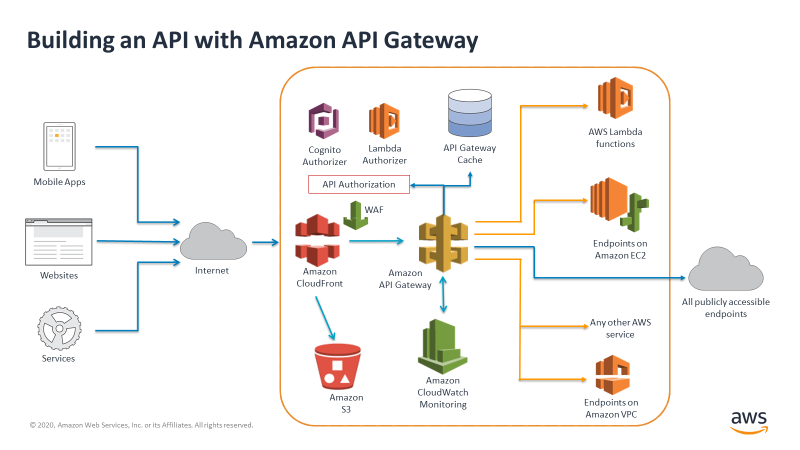 Building an API with Amazon API Gateway
Mobile Apps
Websites
Services
Internet
Cognito
Authorizer
Lambda
Authorizer
API Gateway
Cache
API Authorization
WAF
Amazon
CloudFront
Amazon
API Gateway
Amazon
S3
Amazon
CloudWatch
Monitoring
AWS Lambda
functions
Endpoints on
Amazon EC2
All publicly accessible
endpoints
Any other AWS
service
Endpoints on
Amazon VPC
© 2020, Amazon Web Services, Inc. or its Affiliates. All rights reserved.
aws